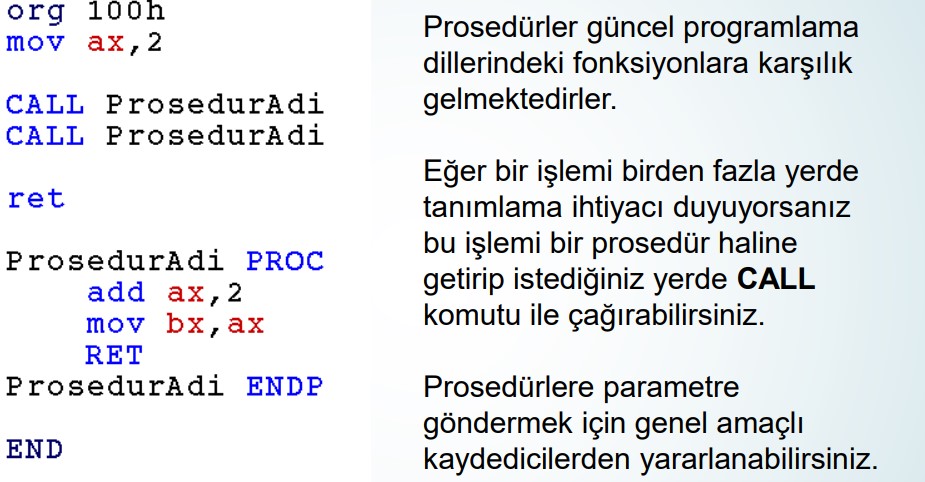 org 100h
mov ax,2
CALL ProsedurAdi
CALL ProsedurAdi
ret
ProsedurAdi PROC
add ax,2
mov bx,ax
RET
ProsedurAdi ENDP
END
Prosedürler güncel programlama
dillerindeki fonksiyonlara karşılık
gelmektedirler.
Eğer bir işlemi birden fazla yerde
tanımlama ihtiyacı duyuyorsanız
bu işlemi bir prosedür haline
getirip istediğiniz yerde CALL
komutu ile çağırabilirsiniz.
Prosedürlere parametre
göndermek için genel amaçlı
kaydedicilerden yararlanabilirsiniz.